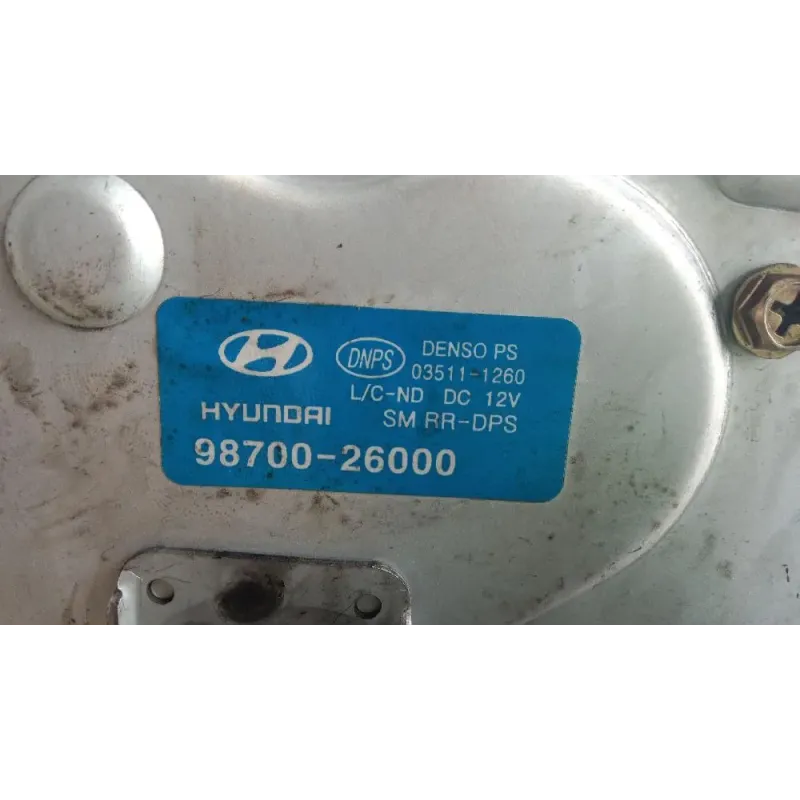 DNPS DENSO PS
03511-1260
L/C-ND DC 12V
HYUNDAI SM RR-DPS
98700-26000